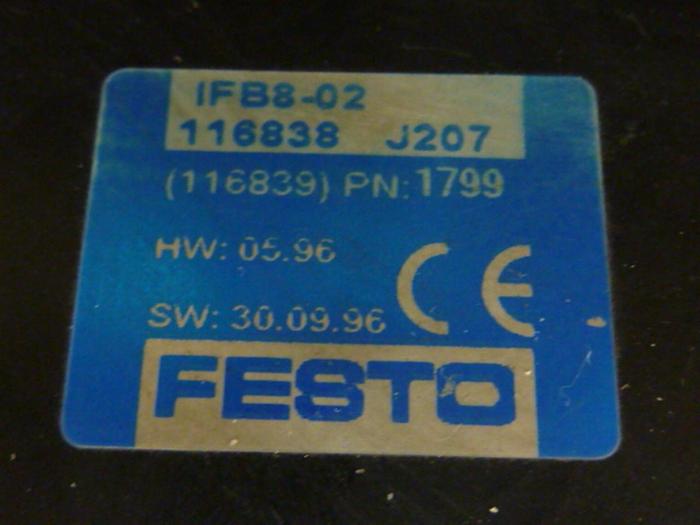 IFB8-02
116838 J207
(116839) PN: 1799
HW: 05.96
SW: 30.09.96
CE
FESTO